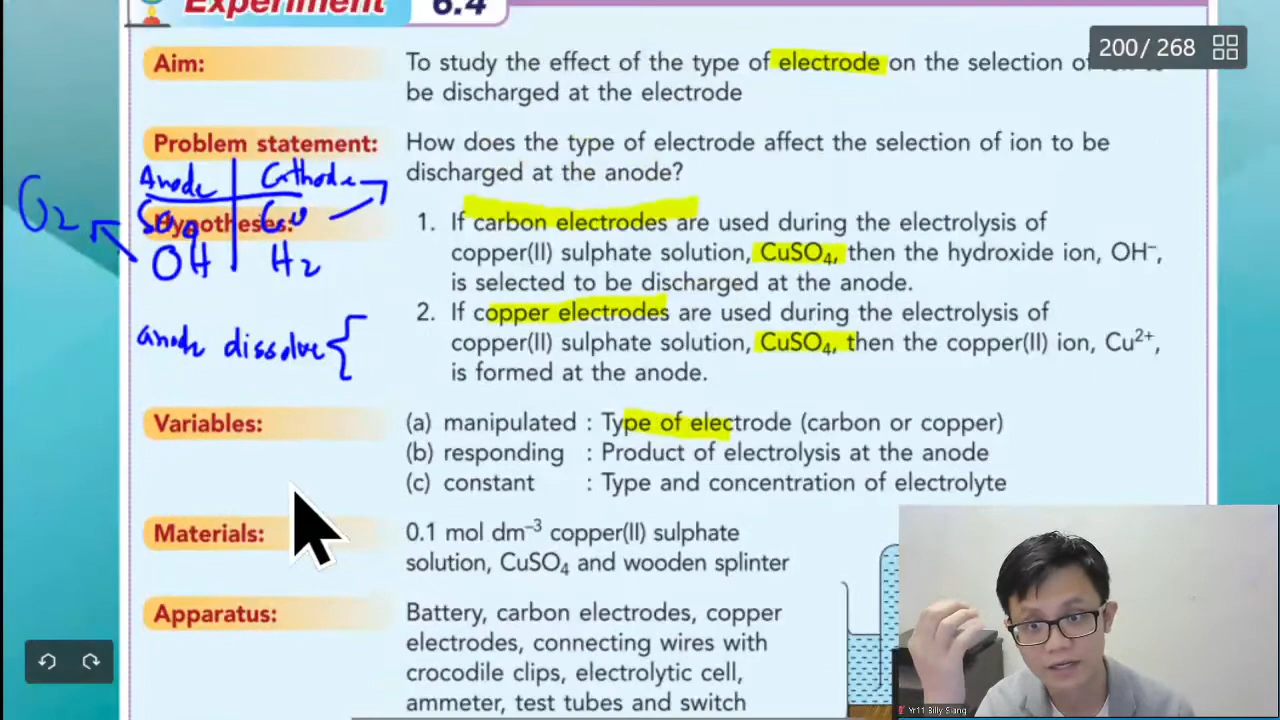 Experiment 6.4
200 / 268
Aim: To study the effect of the type of electrode on the selection of ion to
be discharged at the electrode
Problem statement: How does the type of electrode affect the selection of ion to be
discharged at the anode?
Anode Cathode
SO4 Cu
OH H2
O2
Hypotheses: 1. If carbon electrodes are used during the electrolysis of
copper(II) sulphate solution, CuSO₄, then the hydroxide ion, OH⁻,
is selected to be discharged at the anode.
2. If copper electrodes are used during the electrolysis of
copper(II) sulphate solution, CuSO₄, then the copper(II) ion, Cu²⁺,
is formed at the anode.
anode dissolve
Variables: (a) manipulated : Type of electrode (carbon or copper)
(b) responding : Product of electrolysis at the anode
(c) constant : Type and concentration of electrolyte
Materials: 0.1 mol dm⁻³ copper(II) sulphate
solution, CuSO₄ and wooden splinter
Apparatus: Battery, carbon electrodes, copper
electrodes, connecting wires with
crocodile clips, electrolytic cell,
ammeter, test tubes and switch
Yr11 Billy Siang